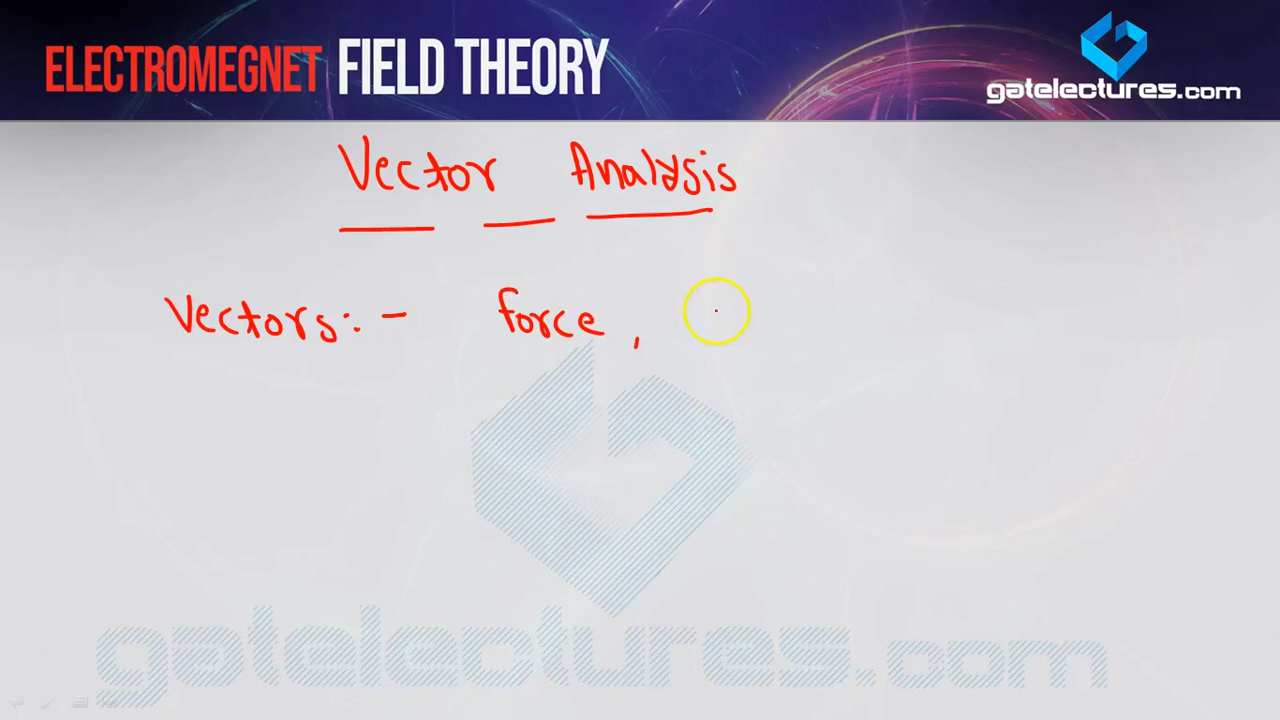 ELECTROMEGNET FIELD THEORY
gatelectures.com
Vector Analysis
Vectors:- force,
gatelectures.com